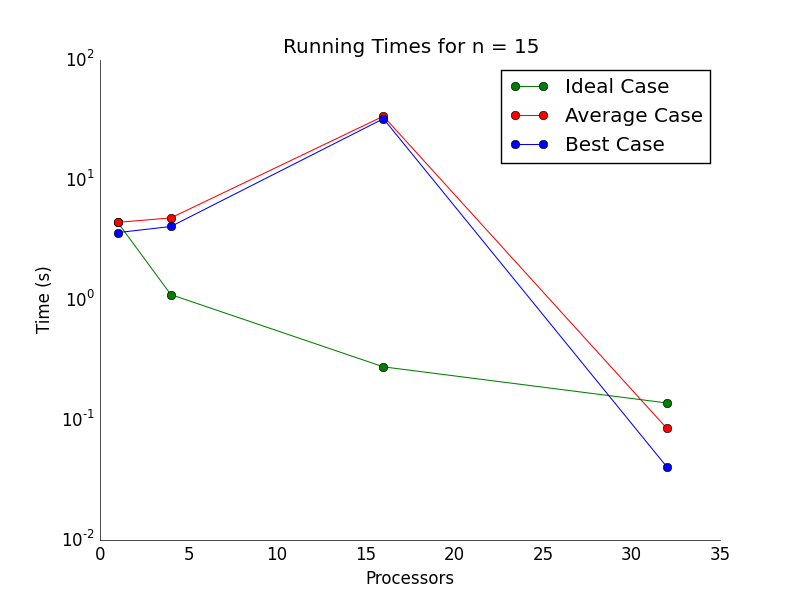 Running Times for n = 15
Ideal Case
Average Case
Best Case
10^2
10^1
10^0
10^-1
10^-2
Time (s)
0 5 10 15 20 25 30 35
Processors